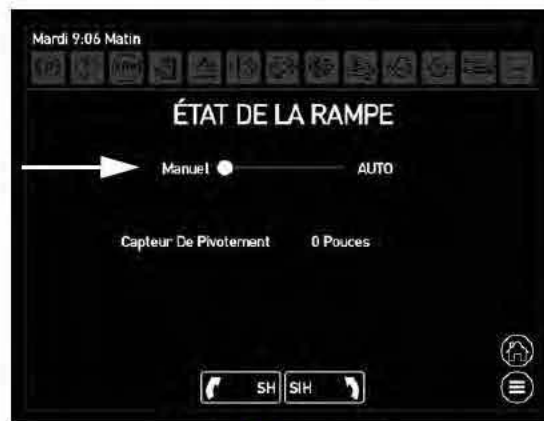 Mardi 9:06 Matin
ÉTAT DE LA RAMPE
Manuel AUTO
Capteur De Pivotement 0 Pouces
SH SIH